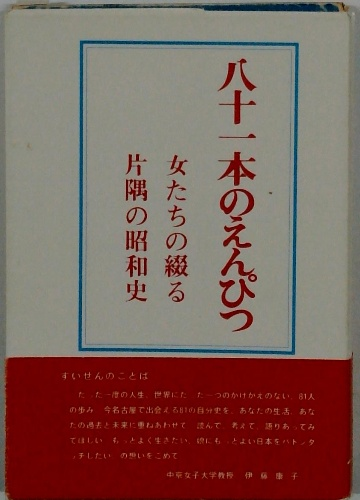 八十一本のえんぴつ
女たちの綴る
片隅の昭和史
すいせんのことば
たった一度の人生、世界にたった一つのかけがえのない、81人
の歩み 今名古屋で出会える81の自分史を、あなたの生活、あな
たの過去と未来に重ねあわせて 読んで、考えて、語りあってみ
てほしい もっとよく生きたい、娘にもっとよい日本をバトンタ
ッチしたい の想いをこめて
中京女子大学教授 伊藤康子